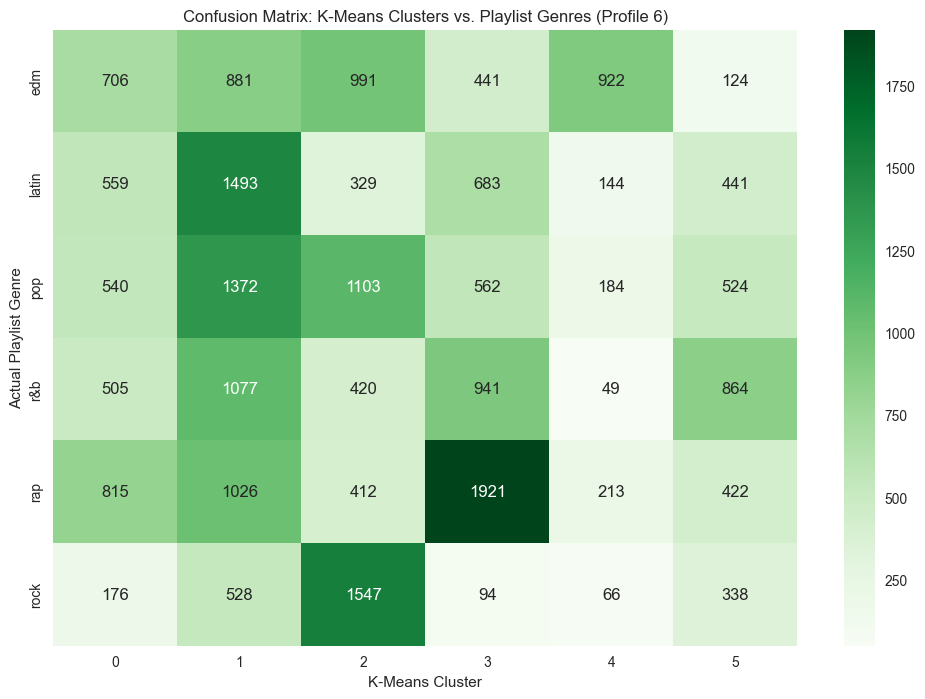 Confusion Matrix: K-Means Clusters vs. Playlist Genres (Profile 6)
Actual Playlist Genre
edm 706 881 991 441 922 124
latin 559 1493 329 683 144 441
pop 540 1372 1103 562 184 524
r&b 505 1077 420 941 49 864
rap 815 1026 412 1921 213 422
rock 176 528 1547 94 66 338
0 1 2 3 4 5
K-Means Cluster
1750
1500
1250
1000
750
500
250